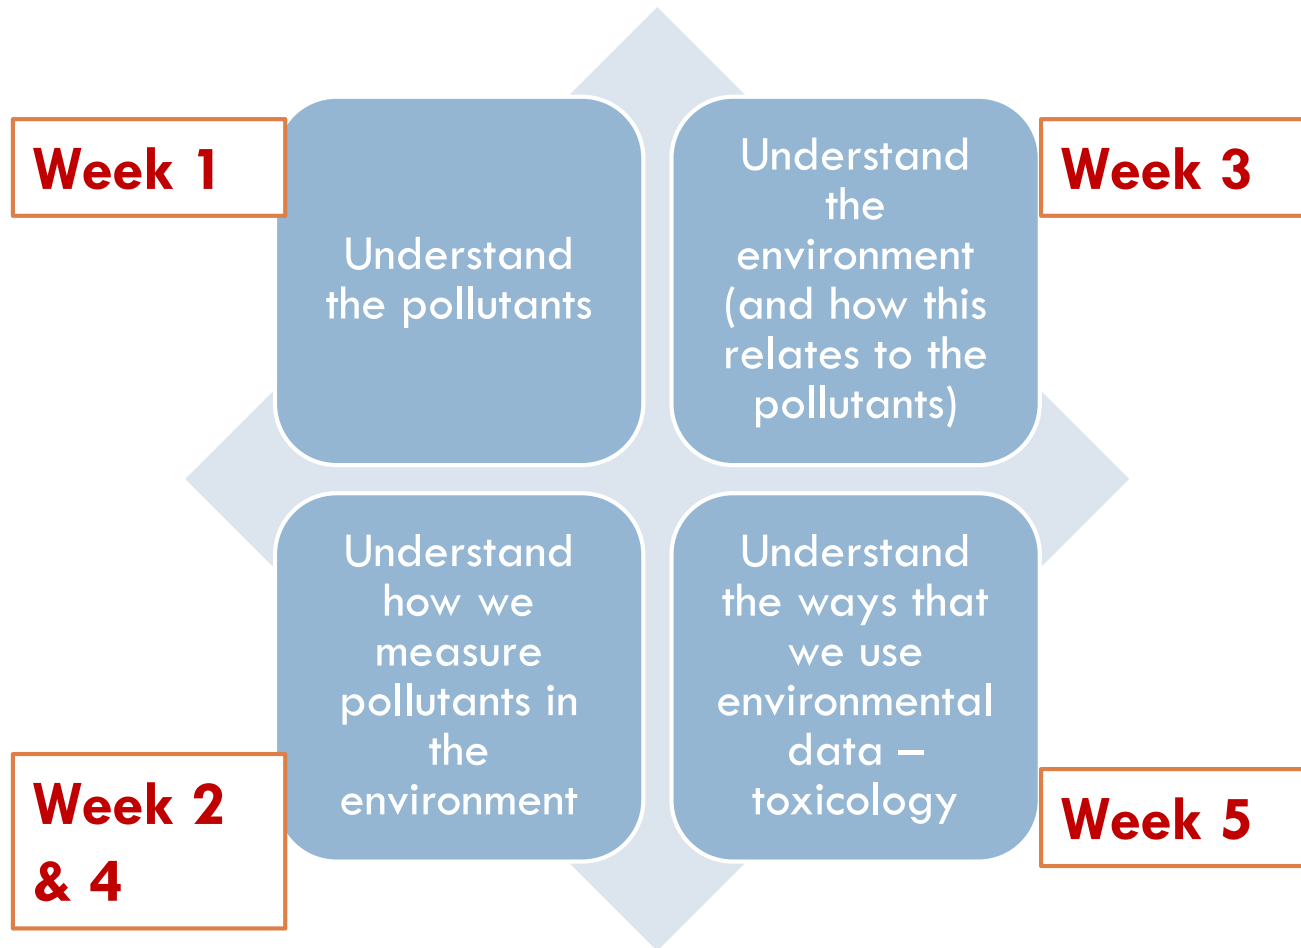 Week 1
Understand
the pollutants
Understand
the
environment
(and how this
relates to the
pollutants)
Week 3
Week 2
& 4
Understand
how we
measure
pollutants in
the
environment
Understand
the ways that
we use
environmental
data –
toxicology
Week 5